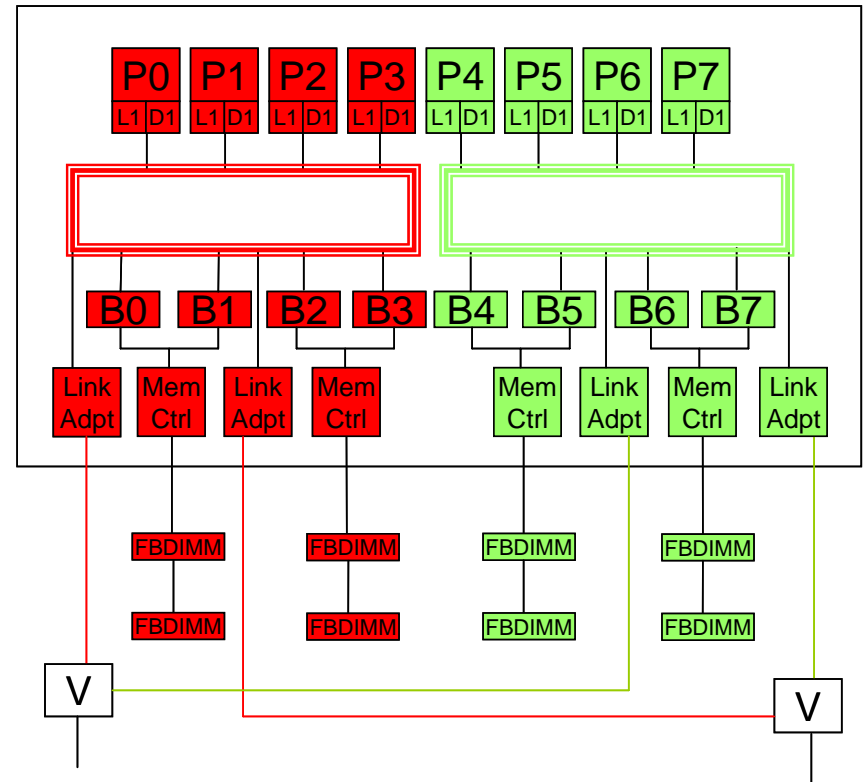 P0 P1 P2 P3 P4 P5 P6 P7
L1 D1 L1 D1 L1 D1 L1 D1 L1 D1 L1 D1 L1 D1 L1 D1
B0 B1 B2 B3 B4 B5 B6 B7
Link Mem Link Mem Mem Link Mem Link
Adpt Ctrl Adpt Ctrl Ctrl Adpt Ctrl Adpt
FBDIMM FBDIMM FBDIMM FBDIMM
FBDIMM FBDIMM FBDIMM FBDIMM
V V